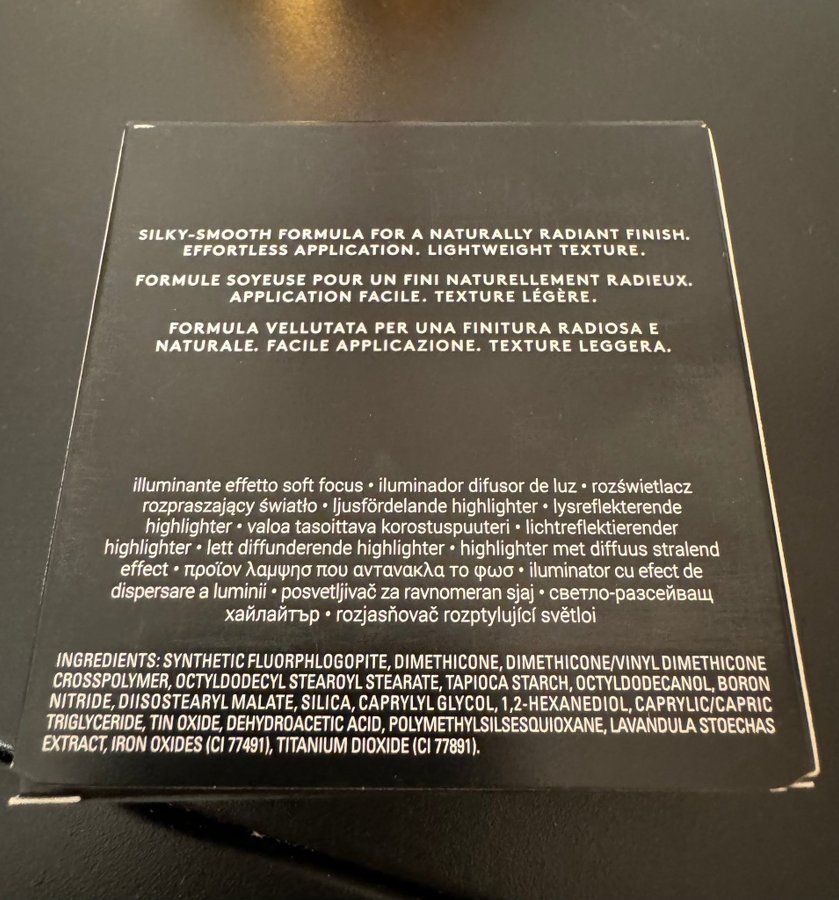 SILKY-SMOOTH FORMULA FOR A NATURALLY RADIANT FINISH.
EFFORTLESS APPLICATION. LIGHTWEIGHT TEXTURE.
FORMULE SOYEUSE POUR UN FINI NATURELLEMENT RADIEUX.
APPLICATION FACILE. TEXTURE LÉGÈRE.
FORMULA VELLUTATA PER UNA FINITURA RADIOSA E
NATURALE. FACILE APPLICAZIONE. TEXTURE LEGGERA.
illuminante effetto soft focus • iluminador difusor de luz • rozświetlacz
rozpraszający światło • ljusfördelande highlighter • lysreflekterende
highlighter • valoa tasoittava korostuspuuteri • lichtreflektierender
highlighter • lett diffunderende highlighter • highlighter met diffuus stralend
effect • προϊον λαμψησ που αντανακλα το φωσ • iluminator cu efect de
dispersare a luminii • posvetljivač za ravnomeran sjaj • светло-разсейващ
хайлайтър • rozjasňovač rozptylující světloi
INGREDIENTS: SYNTHETIC FLUORPHLOGOPITE, DIMETHICONE, DIMETHICONE/VINYL DIMETHICONE
CROSSPOLYMER, OCTYLDODECYL STEAROYL STEARATE, TAPIOCA STARCH, OCTYLDODECANOL, BORON
NITRIDE, DIISOSTEARYL MALATE, SILICA, CAPRYLYL GLYCOL, 1,2-HEXANEDIOL, CAPRYLIC/CAPRIC
TRIGLYCERIDE, TIN OXIDE, DEHYDROACETIC ACID, POLYMETHYLSILSESQUIOXANE, LAVANDULA STOECHAS
EXTRACT, IRON OXIDES (CI 77491), TITANIUM DIOXIDE (CI 77891).